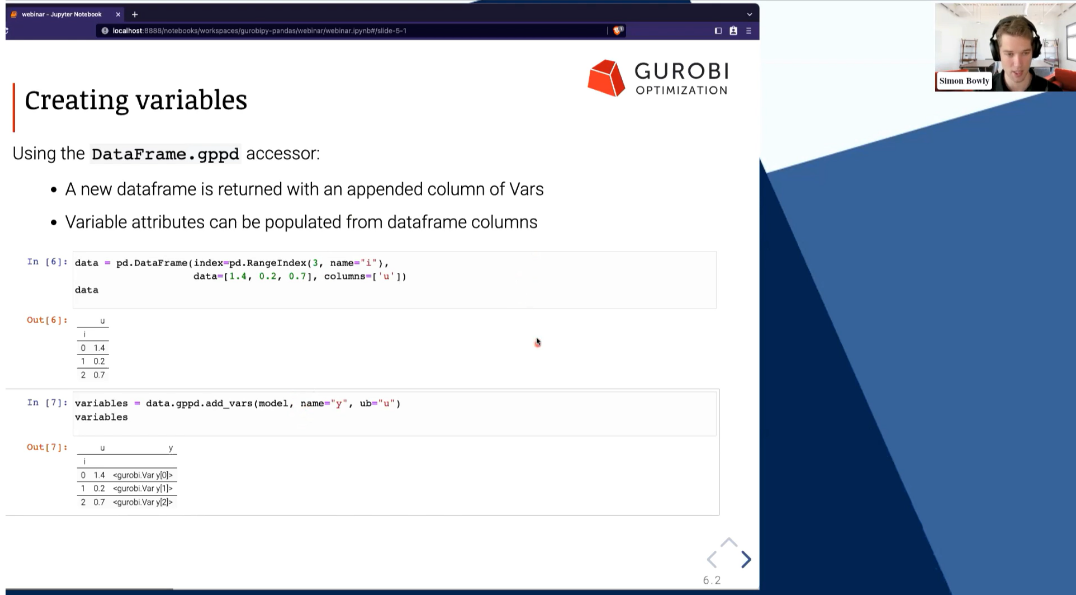 webinar - Jupyter Notebook
localhost:8888/notebooks/workspaces/gurobipy-pandas/webinar/webinar.ipynb#/slide-5-1
GUROBI
OPTIMIZATION
Simon Bowly
Creating variables
Using the DataFrame.gppd accessor:
• A new dataframe is returned with an appended column of Vars
• Variable attributes can be populated from dataframe columns
In [6]: data = pd.DataFrame(index=pd.RangeIndex(3, name="i"),
data=[1.4, 0.2, 0.7], columns=['u'])
data
Out[6]: u
i
0 1.4
1 0.2
2 0.7
In [7]: variables = data.gppd.add_vars(model, name="y", ub="u")
variables
Out[7]: u y
i
0 1.4 <gurobi.Var y[0]>
1 0.2 <gurobi.Var y[1]>
2 0.7 <gurobi.Var y[2]>
6.2